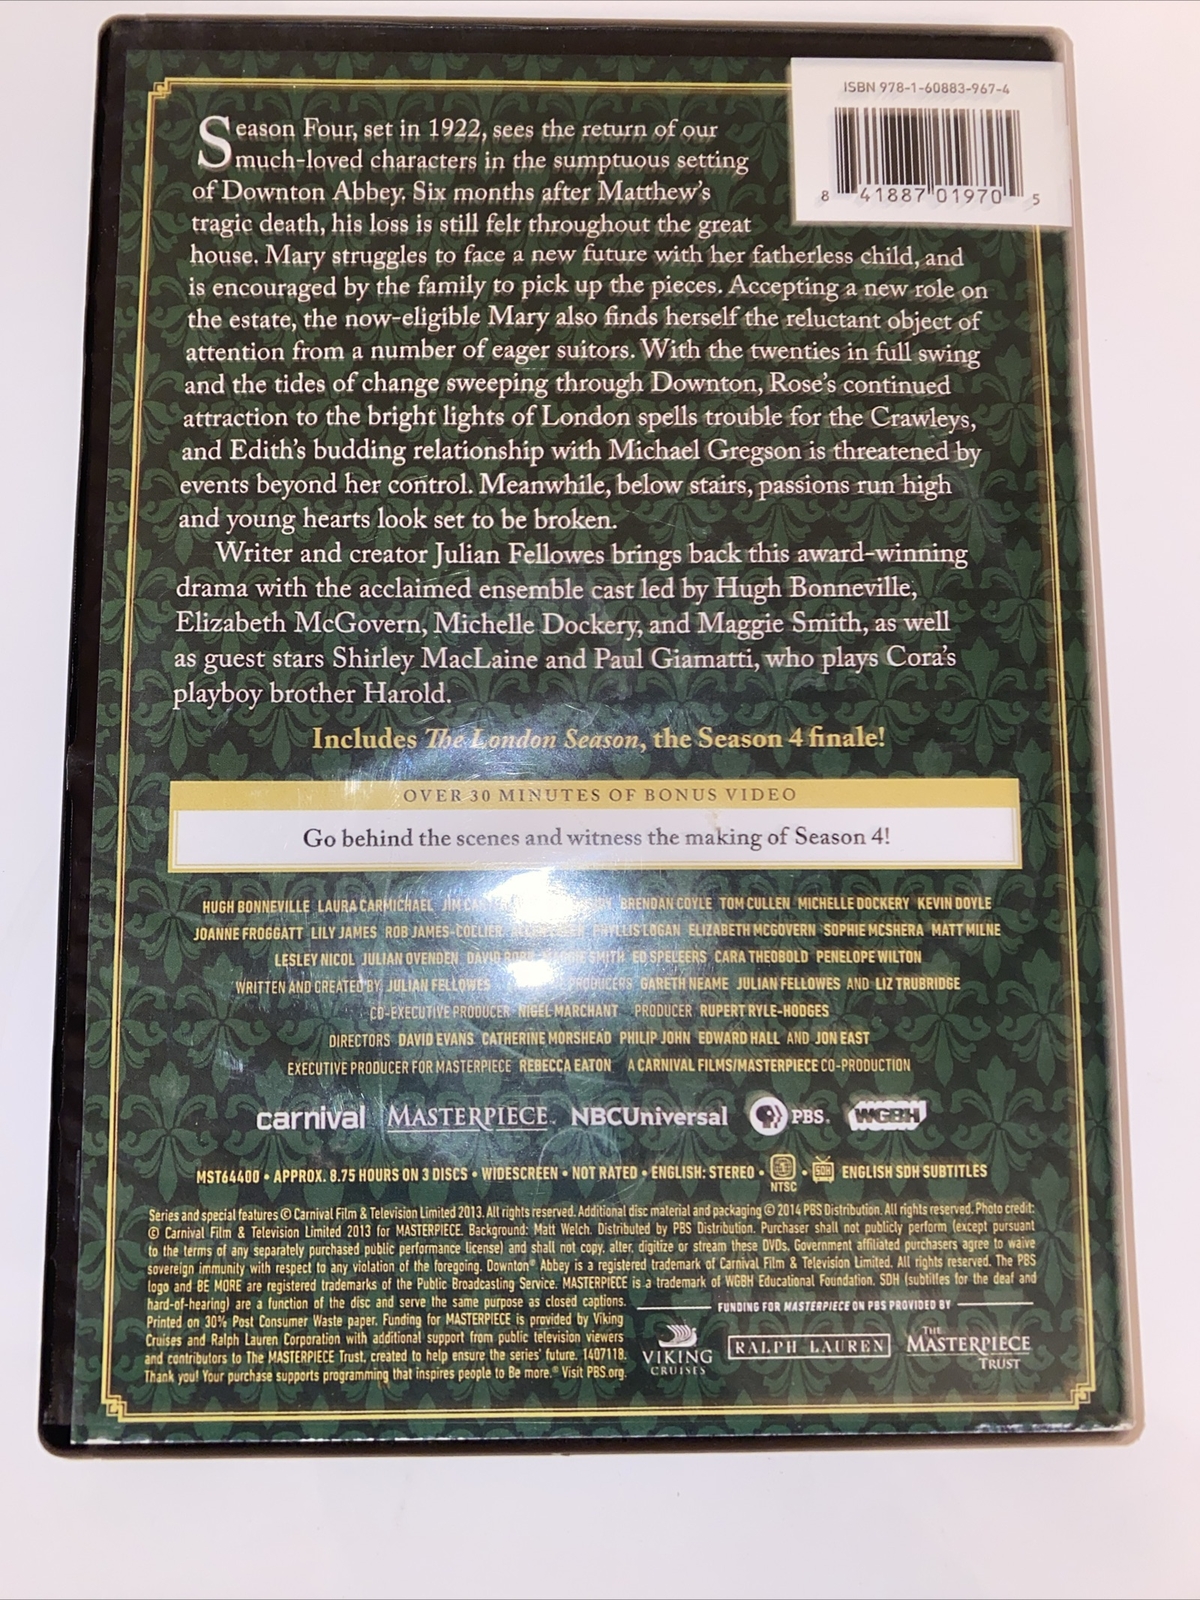 ISBN 978-1-60883-967-4
8 41887 01970 5
Season Four, set in 1922, sees the return of our
much-loved characters in the sumptuous setting
of Downton Abbey. Six months after Matthew's
tragic death, his loss is still felt throughout the great
house. Mary struggles to face a new future with her fatherless child, and
is encouraged by the family to pick up the pieces. Accepting a new role on
the estate, the now-eligible Mary also finds herself the reluctant object of
attention from a number of eager suitors. With the twenties in full swing
and the tides of change sweeping through Downton, Rose's continued
attraction to the bright lights of London spells trouble for the Crawleys,
and Edith's budding relationship with Michael Gregson is threatened by
events beyond her control. Meanwhile, below stairs, passions run high
and young hearts look set to be broken.
Writer and creator Julian Fellowes brings back this award-winning
drama with the acclaimed ensemble cast led by Hugh Bonneville,
Elizabeth McGovern, Michelle Dockery, and Maggie Smith, as well
as guest stars Shirley MacLaine and Paul Giamatti, who plays Cora's
playboy brother Harold.
Includes The London Season, the Season 4 finale!
OVER 30 MINUTES OF BONUS VIDEO
Go behind the scenes and witness the making of Season 4!
HUGH BONNEVILLE LAURA CARMICHAEL JIM BRENDAN COYLE TOM CULLEN MICHELLE DOCKERY KEVIN DOYLE
JOANNE FROGGATT LILY JAMES ROB JAMES-COLLIER PHYLLIS LOGAN ELIZABETH MCGOVERN SOPHIE MCSHERA MATT MILNE
LESLEY NICOL JULIAN OVENDEN DAVID SMITH ED SPELEERS CARA THEOBOLD PENELOPE WILTON
WRITTEN AND CREATED BY JULIAN FELLOWES PRODUCERS GARETH NEAME JULIAN FELLOWES AND LIZ TRUBRIDGE
CO-EXECUTIVE PRODUCER NIGEL MARCHANT PRODUCER RUPERT RYLE-HODGES
DIRECTORS DAVID EVANS CATHERINE MORSHEAD PHILIP JOHN EDWARD HALL AND JON EAST
EXECUTIVE PRODUCER FOR MASTERPIECE REBECCA EATON A CARNIVAL FILMS/MASTERPIECE CO-PRODUCTION
carnival MASTERPIECE. NBCUniversal PBS. WGBH
MST64400 • APPROX. 8.75 HOURS ON 3 DISCS • WIDESCREEN • NOT RATED • ENGLISH: STEREO • NTSC • SDH ENGLISH SDH SUBTITLES
Series and special features © Carnival Film & Television Limited 2013. All rights reserved. Additional disc material and packaging © 2014 PBS Distribution. All rights reserved. Photo credit:
© Carnival Film & Television Limited 2013 for MASTERPIECE. Background: Matt Welch. Distributed by PBS Distribution. Purchaser shall not publicly perform (except pursuant
to the terms of any separately purchased public performance license) and shall not copy, alter, digitize or stream these DVDs. Government affiliated purchasers agree to waive
sovereign immunity with respect to any violation of the foregoing. Downton® Abbey is a registered trademark of Carnival Film & Television Limited. All rights reserved. The PBS
logo and BE MORE are registered trademarks of the Public Broadcasting Service. MASTERPIECE is a trademark of WGBH Educational Foundation. SDH (subtitles for the deaf and
hard-of-hearing) are a function of the disc and serve the same purpose as closed captions.
Printed on 30% Post Consumer Waste paper. Funding for MASTERPIECE is provided by Viking
Cruises and Ralph Lauren Corporation with additional support from public television viewers
and contributors to The MASTERPIECE Trust, created to help ensure the series' future. 1407118.
Thank you! Your purchase supports programming that inspires people to Be more.® Visit PBS.org.
FUNDING FOR MASTERPIECE ON PBS PROVIDED BY
VIKING CRUISES
RALPH LAUREN
THE MASTERPIECE TRUST